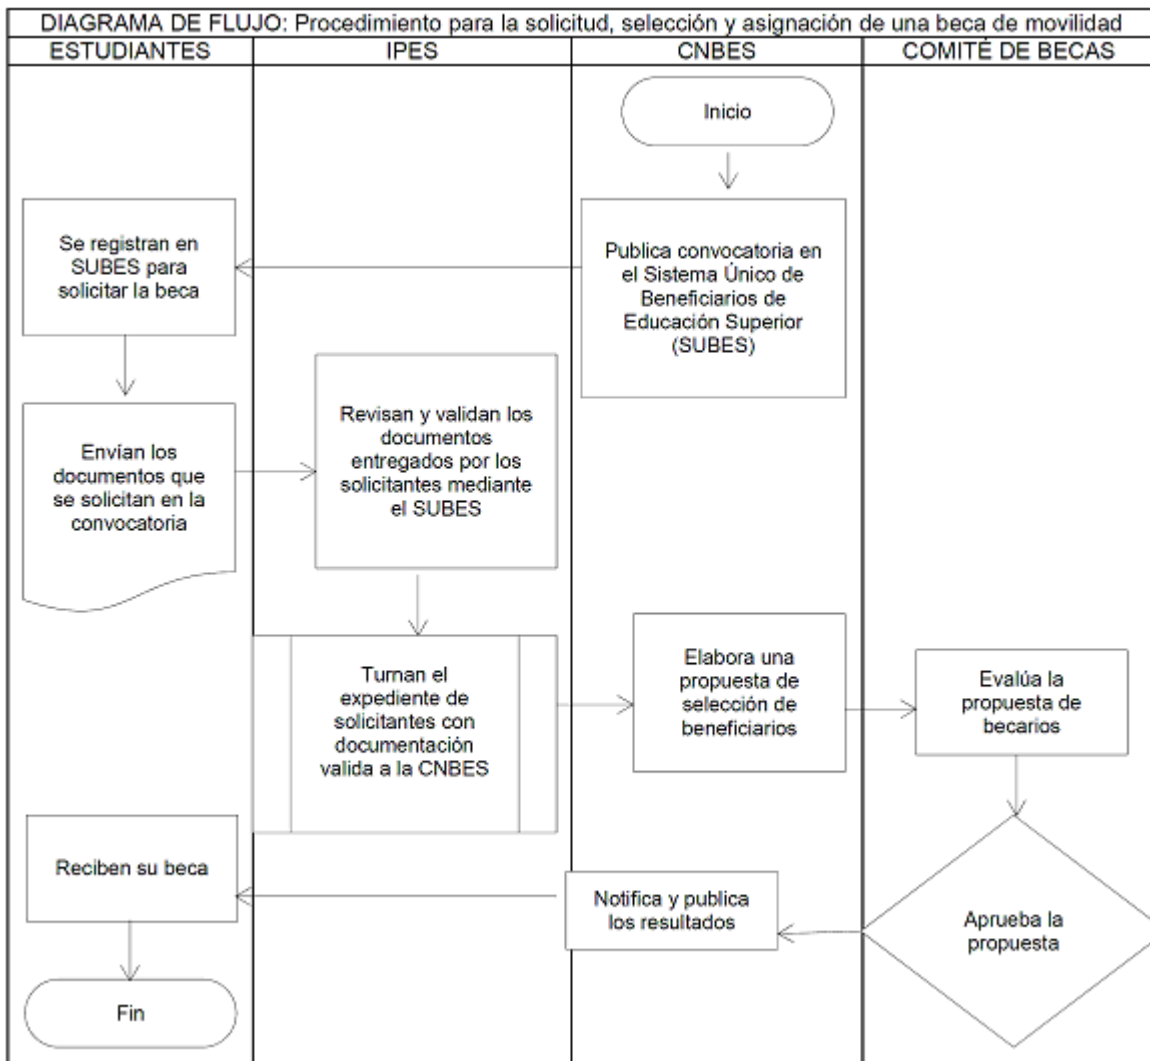 DIAGRAMA DE FLUJO: Procedimiento para la solicitud, selección y asignación de una beca de movilidad
ESTUDIANTES
IPES
CNBES
COMITÉ DE BECAS
Inicio
Publica convocatoria en
el Sistema Único de
Beneficiarios de
Educación Superior
(SUBES)
Se registran en
SUBES para
solicitar la beca
Envían los
documentos que
se solicitan en la
convocatoria
Revisan y validan los
documentos
entregados por los
solicitantes mediante
el SUBES
Turnan el
expediente de
solicitantes con
documentación
valida a la CNBES
Elabora una
propuesta de
selección de
beneficiarios
Evalúa la
propuesta de
becarios
Aprueba la
propuesta
Notifica y publica
los resultados
Reciben su beca
Fin